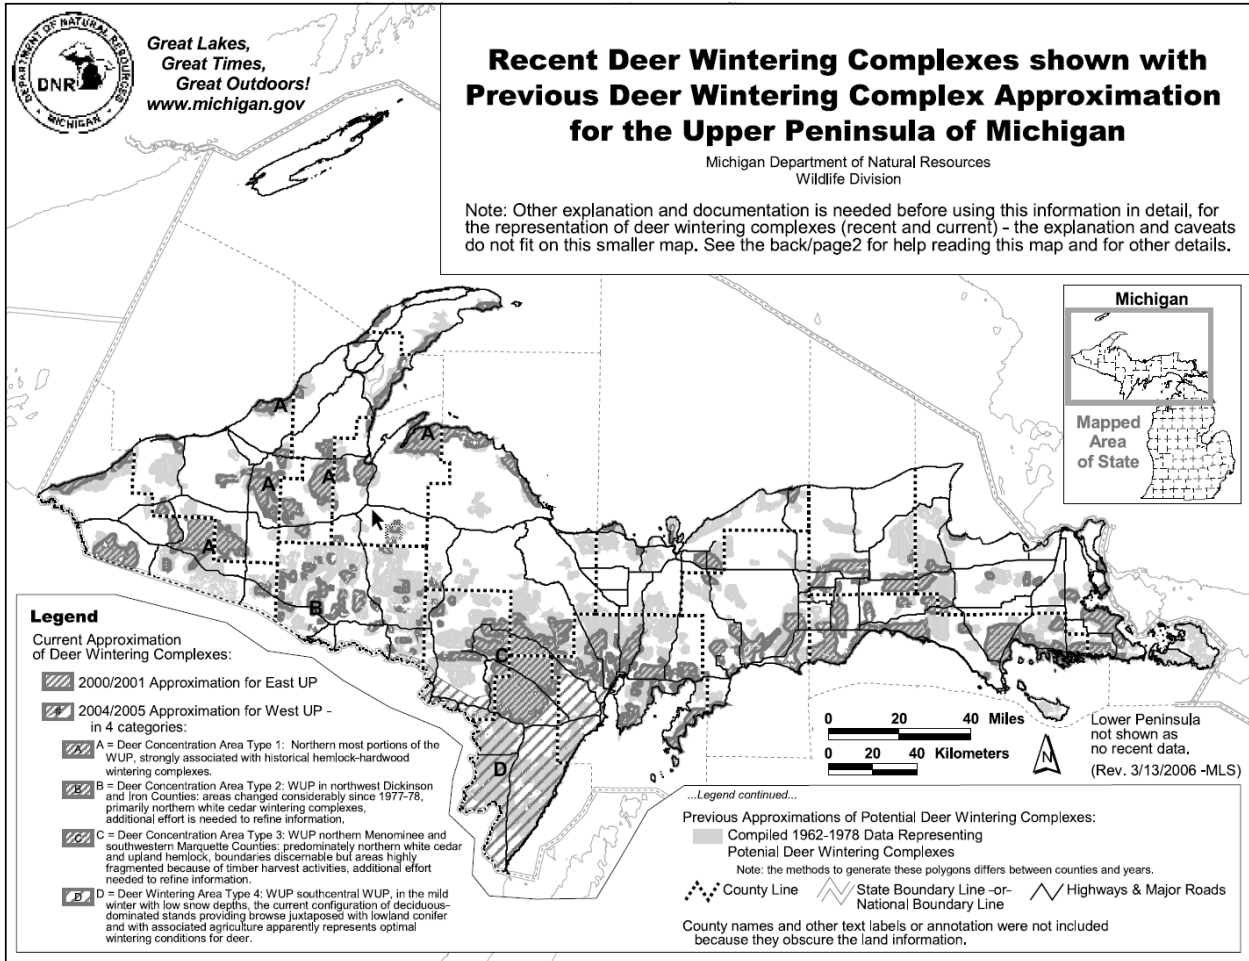 DEPARTMENT OF NATURAL RESOURCES
DNR
MICHIGAN
Great Lakes,
Great Times,
Great Outdoors!
www.michigan.gov
Recent Deer Wintering Complexes shown with
Previous Deer Wintering Complex Approximation
for the Upper Peninsula of Michigan
Michigan Department of Natural Resources
Wildlife Division
Note: Other explanation and documentation is needed before using this information in detail, for
the representation of deer wintering complexes (recent and current) - the explanation and caveats
do not fit on this smaller map. See the back/page2 for help reading this map and for other details.
Michigan
Mapped
Area
of State
A
A
A
A
A
B
C
D
Legend
Current Approximation
of Deer Wintering Complexes:
2000/2001 Approximation for East UP
# 2004/2005 Approximation for West UP -
in 4 categories:
A A = Deer Concentration Area Type 1: Northern most portions of the
WUP, strongly associated with historical hemlock-hardwood
wintering complexes.
B B = Deer Concentration Area Type 2: WUP in northwest Dickinson
and Iron Counties: areas changed considerably since 1977-78,
primarily northern white cedar wintering complexes,
additional effort is needed to refine information,
C C = Deer Concentration Area Type 3: WUP northern Menominee and
southwestern Marquette Counties: predominately northern white cedar
and upland hemlock, boundaries discernable but areas highly
fragmented because of timber harvest activities, additional effort
needed to refine information.
D D = Deer Wintering Area Type 4: WUP southcentral WUP, in the mild
winter with low snow depths, the current configuration of deciduous-
dominated stands providing browse juxtaposed with lowland conifer
and with associated agriculture apparently represents optimal
wintering conditions for deer.
0 20 40 Miles
0 20 40 Kilometers
N
Lower Peninsula
not shown as
no recent data.
(Rev. 3/13/2006 -MLS)
...Legend continued...
Previous Approximations of Potential Deer Wintering Complexes:
Compiled 1962-1978 Data Representing
Potenial Deer Wintering Complexes
Note: the methods to generate these polygons differs between counties and years.
County Line
State Boundary Line -or-
National Boundary Line
Highways & Major Roads
County names and other text labels or annotation were not included
because they obscure the land information.